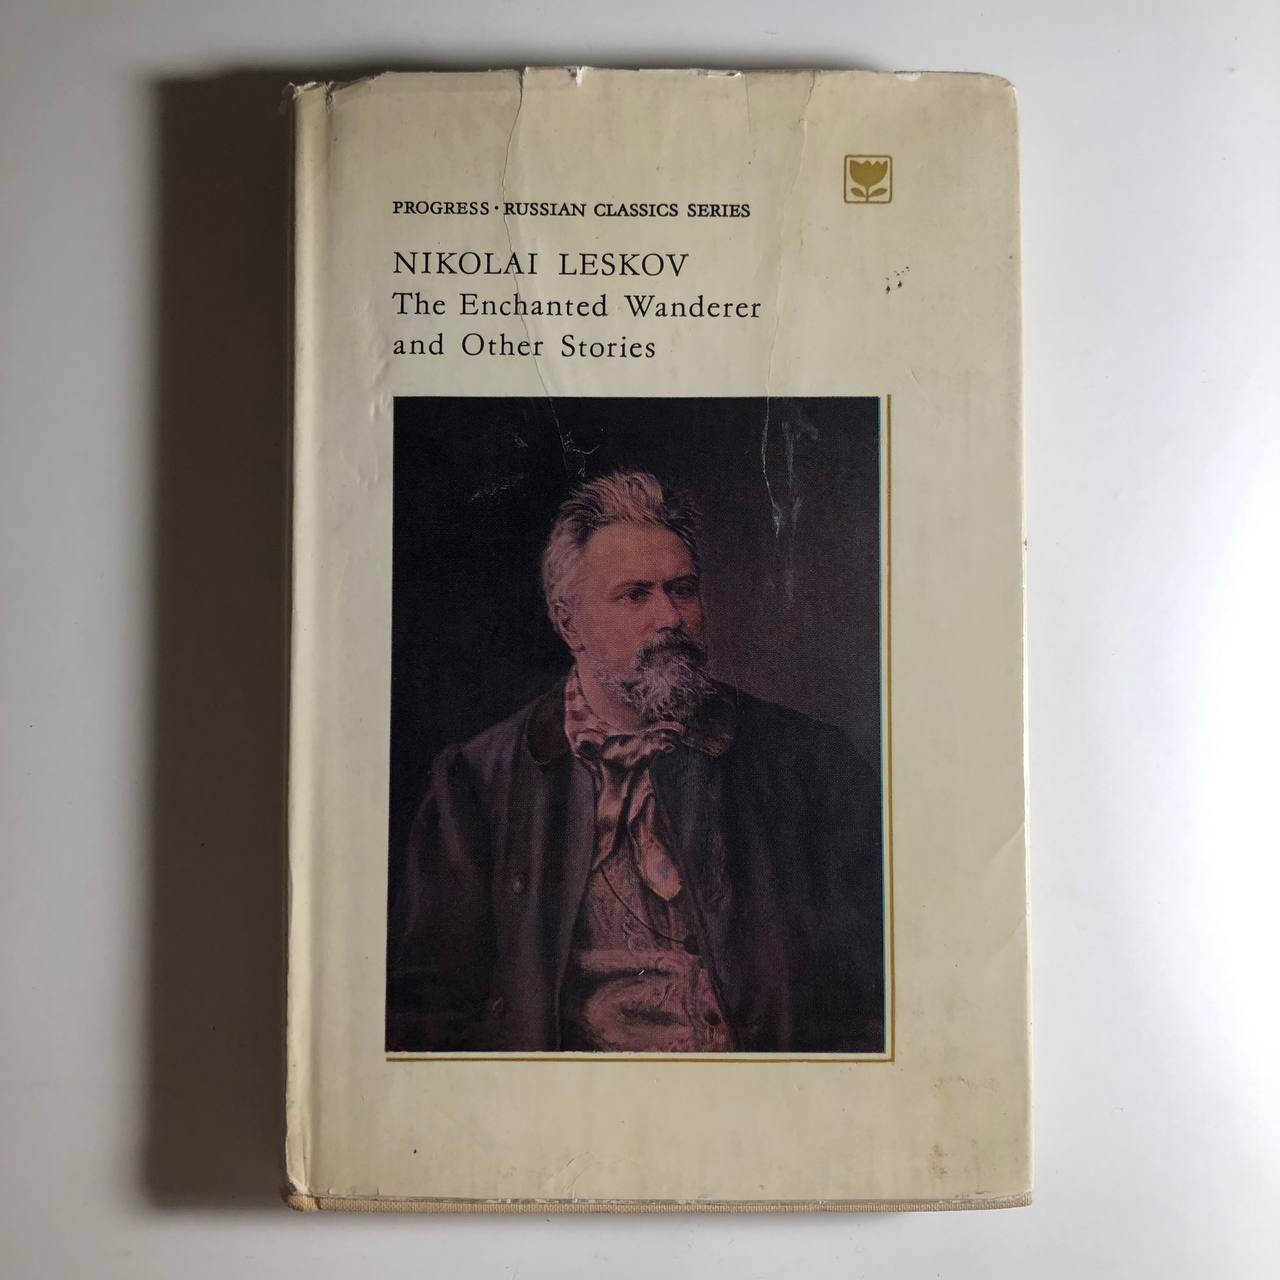 PROGRESS · RUSSIAN CLASSICS SERIES
NIKOLAI LESKOV
The Enchanted Wanderer
and Other Stories